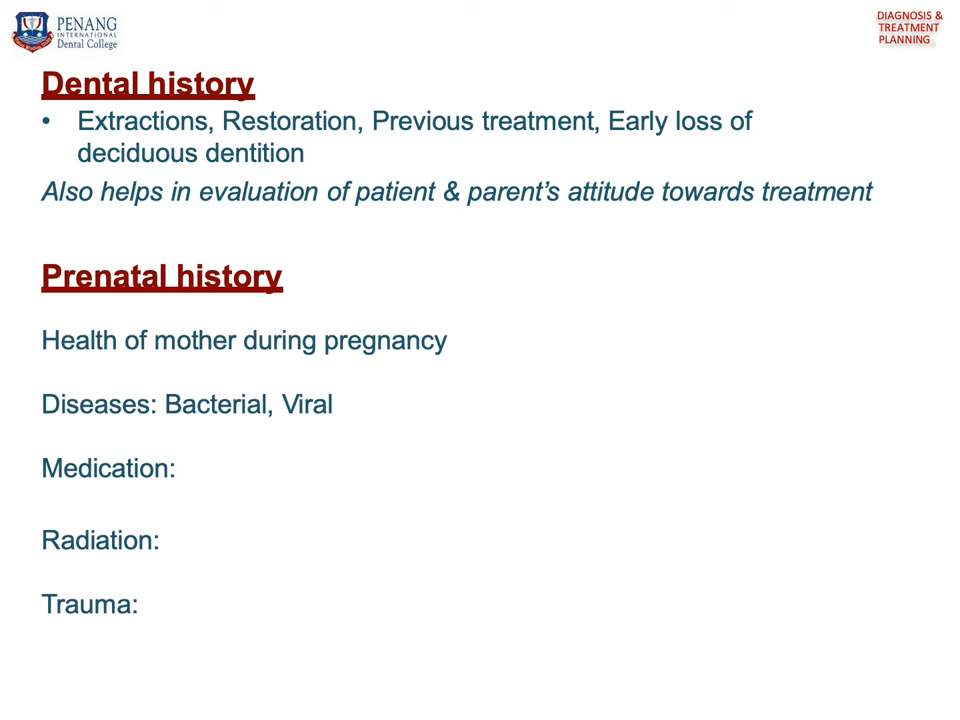 PENANG
INTERNATIONAL
Dental College
DIAGNOSIS &
TREATMENT
PLANNING
Dental history
• Extractions, Restoration, Previous treatment, Early loss of
deciduous dentition
Also helps in evaluation of patient & parent’s attitude towards treatment
Prenatal history
Health of mother during pregnancy
Diseases: Bacterial, Viral
Medication:
Radiation:
Trauma: